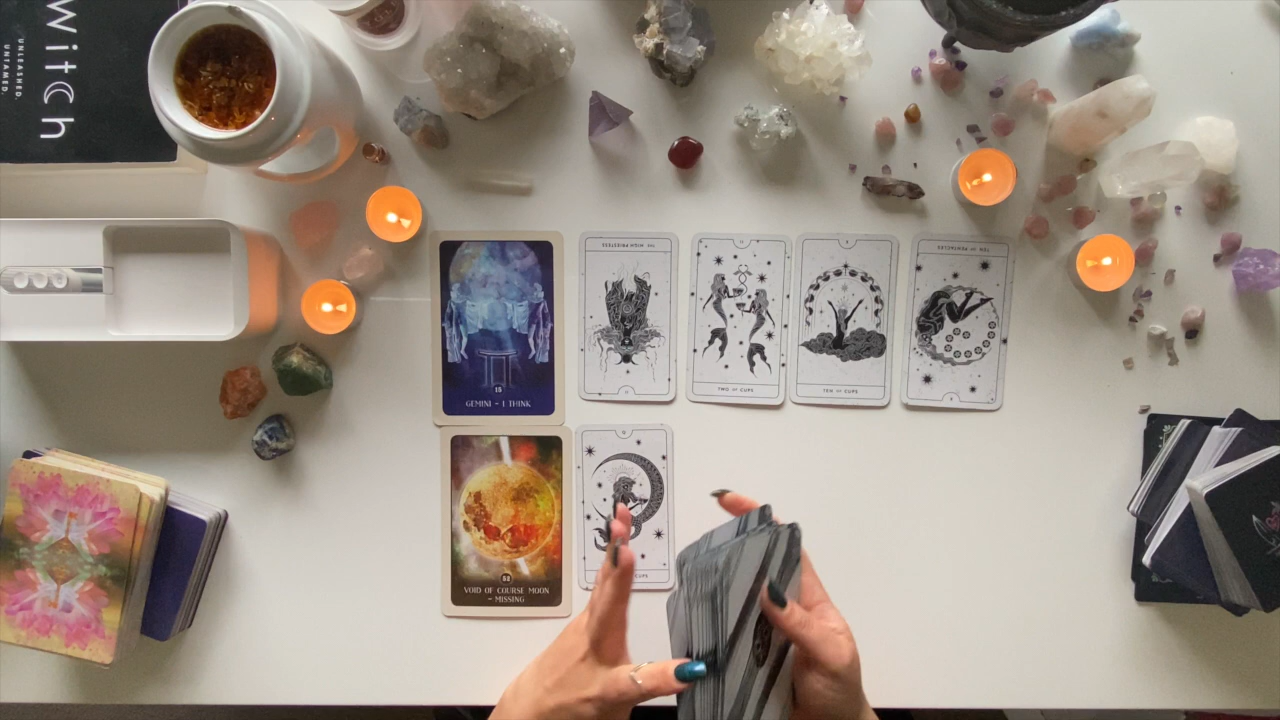 witch
UNLEASHED.
UNTAMED.
15
GEMINI – I THINK
THE HIGH PRIESTESS
II
TWO OF CUPS
X
TEN OF CUPS
TEN OF PENTACLES
X
52
VOID OF COURSE MOON
– MISSING
Q
CUPS